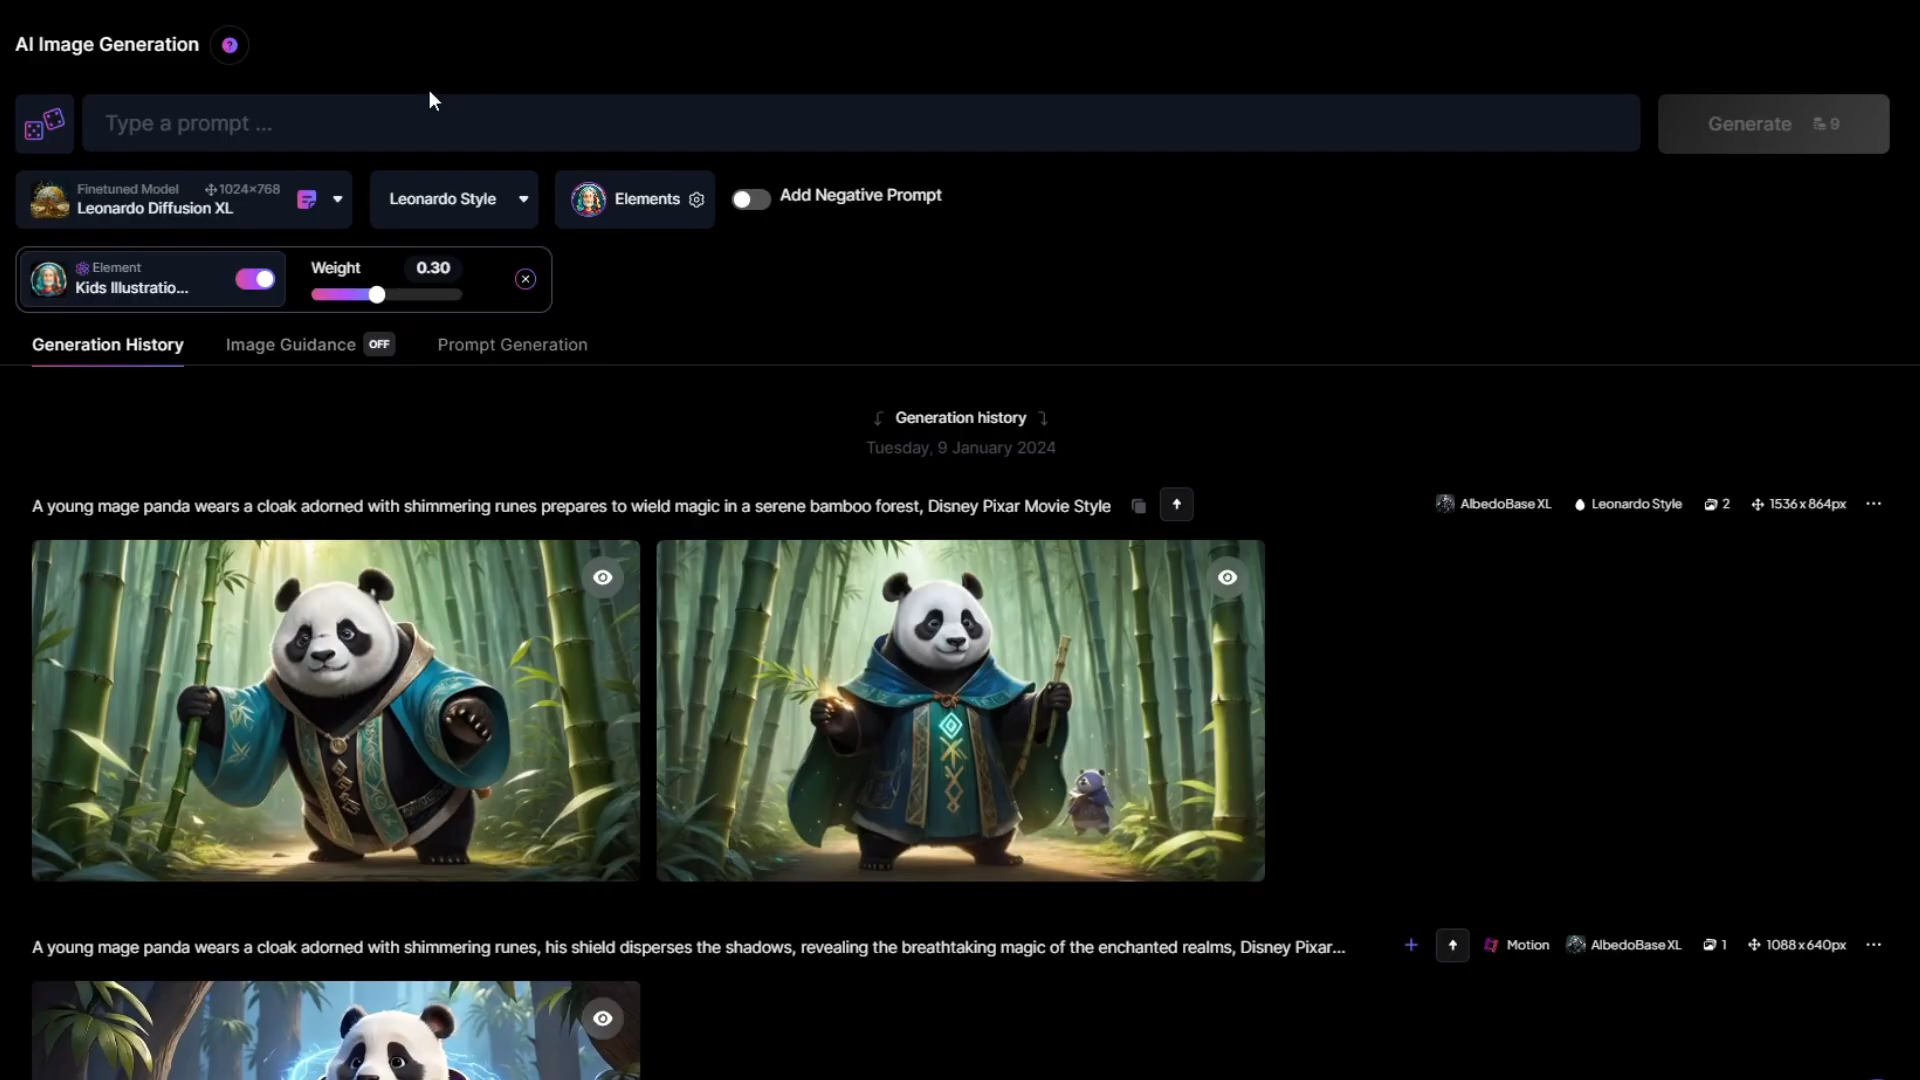 AI Image Generation ?
Type a prompt ...
Generate 9
Finetuned Model 1024×768
Leonardo Diffusion XL
Leonardo Style
Elements
Add Negative Prompt
Element
Kids Illustratio...
Weight 0.30
Generation History
Image Guidance OFF
Prompt Generation
Generation history
Tuesday, 9 January 2024
A young mage panda wears a cloak adorned with shimmering runes prepares to wield magic in a serene bamboo forest, Disney Pixar Movie Style
AlbedoBase XL Leonardo Style 2 1536 x 864px ...
A young mage panda wears a cloak adorned with shimmering runes, his shield disperses the shadows, revealing the breathtaking magic of the enchanted realms, Disney Pixar...
+ Motion AlbedoBase XL 1 1088 x 640px ...